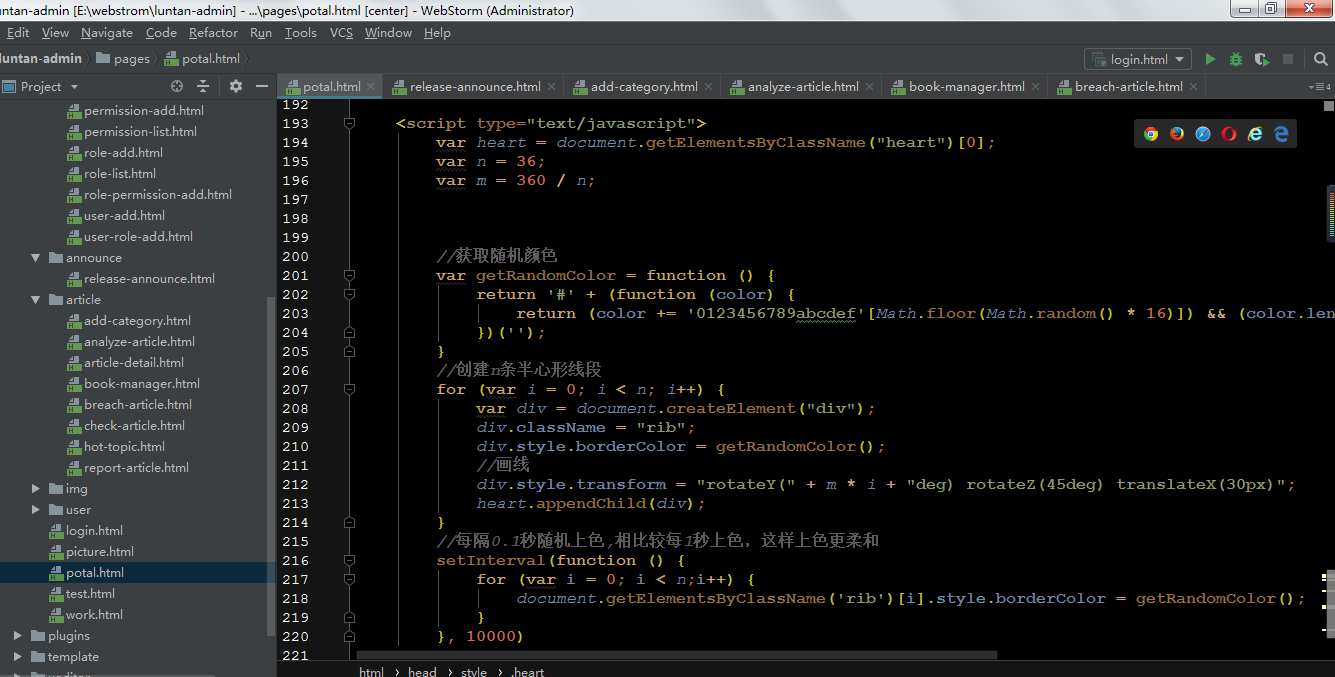 untan-admin [E:\webstrom\luntan-admin] - ...\pages\potal.html [center] - WebStorm (Administrator)
Edit View Navigate Code Refactor Run Tools VCS Window Help
luntan-admin pages potal.html login.html
Project
potal.html release-announce.html add-category.html analyze-article.html book-manager.html breach-article.html
4
permission-add.html
permission-list.html
role-add.html
role-list.html
role-permission-add.html
user-add.html
user-role-add.html
announce
release-announce.html
article
add-category.html
analyze-article.html
article-detail.html
book-manager.html
breach-article.html
check-article.html
hot-topic.html
report-article.html
img
user
login.html
picture.html
potal.html
test.html
work.html
plugins
template
192
193 <script type="text/javascript">
194 var heart = document.getElementsByClassName("heart")[0];
195 var n = 36;
196 var m = 360 / n;
197
198
199
200 //获取随机颜色
201 var getRandomColor = function () {
202 return '#' + (function (color) {
203 return (color += '0123456789abcdef'[Math.floor(Math.random() * 16)]) && (color.len
204 })('');
205 }
206 //创建n条半心形线段
207 for (var i = 0; i < n; i++) {
208 var div = document.createElement("div");
209 div.className = "rib";
210 div.style.borderColor = getRandomColor();
211 //画线
212 div.style.transform = "rotateY(" + m * i + "deg) rotateZ(45deg) translateX(30px)";
213 heart.appendChild(div);
214 }
215 //每隔0.1秒随机上色,相比较每1秒上色，这样上色更柔和
216 setInterval(function () {
217 for (var i = 0; i < n;i++) {
218 document.getElementsByClassName('rib')[i].style.borderColor = getRandomColor();
219 }
220 }, 10000)
221
html › head › style › .heart